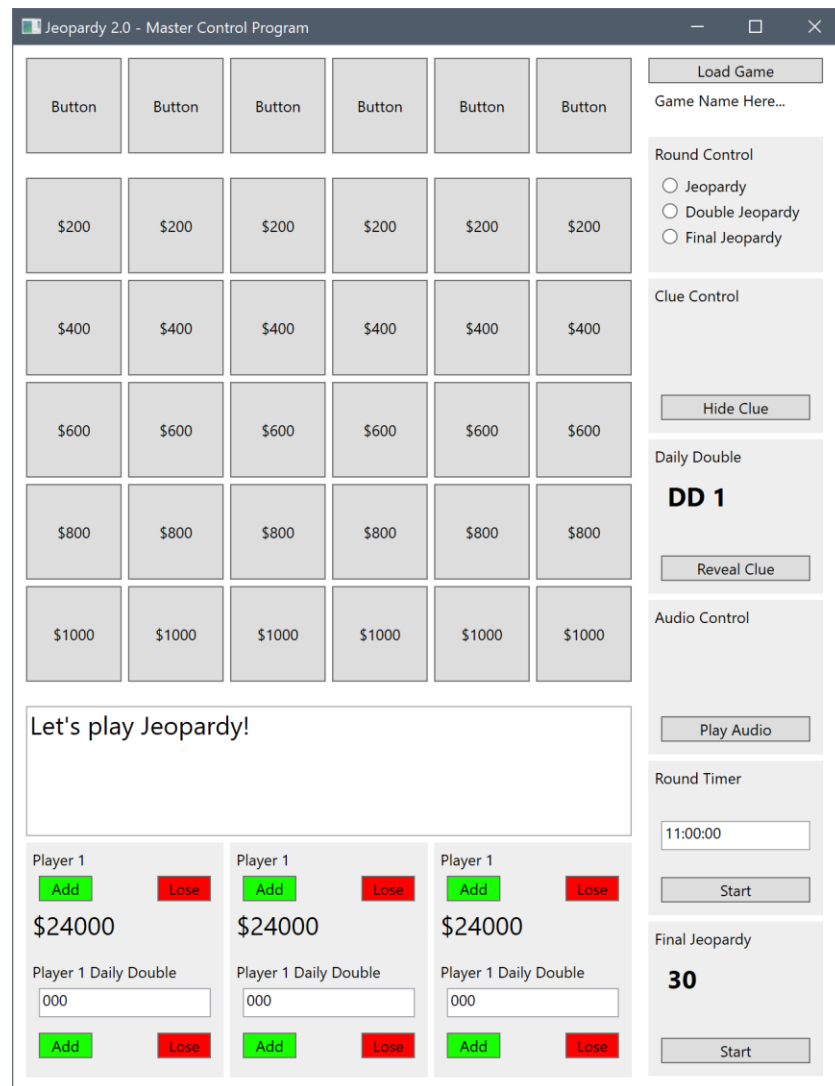 Jeopardy 2.0 - Master Control Program
Button Button Button Button Button Button
$200 $200 $200 $200 $200 $200
$400 $400 $400 $400 $400 $400
$600 $600 $600 $600 $600 $600
$800 $800 $800 $800 $800 $800
$1000 $1000 $1000 $1000 $1000 $1000
Let's play Jeopardy!
Player 1 Player 1 Player 1
Add Lose Add Lose Add Lose
$24000 $24000 $24000
Player 1 Daily Double Player 1 Daily Double Player 1 Daily Double
000 000 000
Add Lose Add Lose Add Lose
Load Game
Game Name Here...
Round Control
Jeopardy
Double Jeopardy
Final Jeopardy
Clue Control
Hide Clue
Daily Double
DD 1
Reveal Clue
Audio Control
Play Audio
Round Timer
11:00:00
Start
Final Jeopardy
30
Start